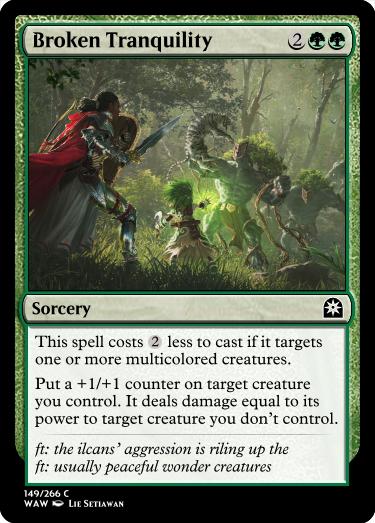 Broken Tranquility 2
Sorcery
This spell costs 2 less to cast if it targets
one or more multicolored creatures.
Put a +1/+1 counter on target creature
you control. It deals damage equal to its
power to target creature you don't control.
ft: the ilcans' aggression is riling up the
ft: usually peaceful wonder creatures
149/266 C
WAW Lie Setiawan